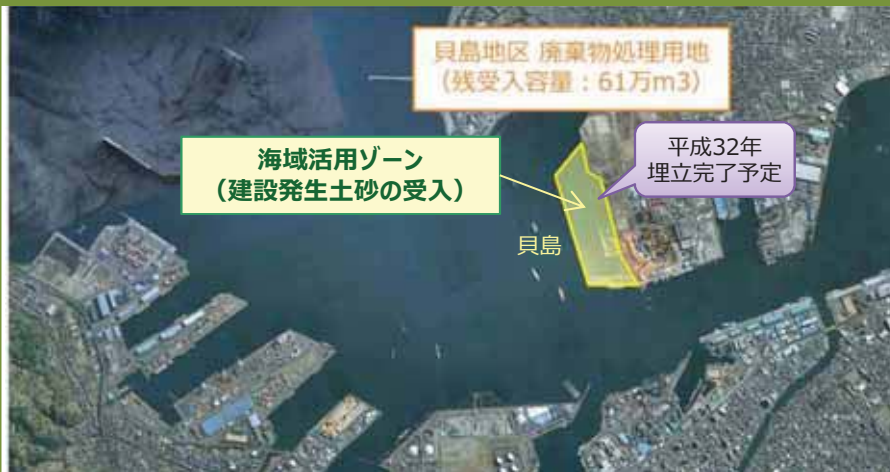 貝島地区 廃棄物処理用地
（残受入容量：61万m3）
海域活用ゾーン
（建設発生土砂の受入）
平成32年
埋立完了予定
貝島